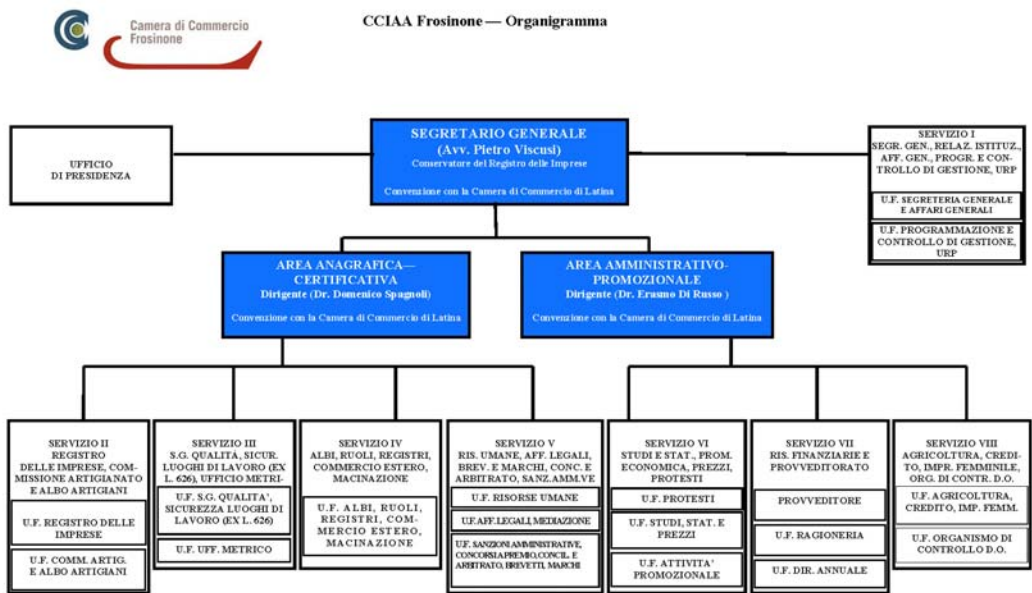 Camera di Commercio
Frosinone
CCIAA Frosinone — Organigramma
UFFICIO
DI PRESIDENZA
SEGRETARIO GENERALE
(Avv. Pietro Viscusi)
Conservatore del Registro delle Imprese
Convenzione con la Camera di Commercio di Latina
SERVIZIO I
SEGR. GEN., RELAZ. ISTITUZ.,
AFF. GEN., PROGR. E CON-
TROLLO DI GESTIONE, URP
U.F. SEGRETERIA GENERALE
E AFFARI GENERALI
U.F. PROGRAMMAZIONE E
CONTROLLO DI GESTIONE,
URP
AREA ANAGRAFICA—
CERTIFICATIVA
Dirigente (Dr. Domenico Spagnoli)
Convenzione con la Camera di Commercio di Latina
AREA AMMINISTRATIVO-
PROMOZIONALE
Dirigente (Dr. Erasmo Di Russo )
Convenzione con la Camera di Commercio di Latina
SERVIZIO II
REGISTRO
DELLE IMPRESE, COM-
MISSIONE ARTIGIANATO
E ALBO ARTIGIANI
U.F. REGISTRO DELLE
IMPRESE
U.F. COMM. ARTIG.
E ALBO ARTIGIANI
SERVIZIO III
S.G. QUALITÁ, SICUR.
LUOGHI DI LAVORO (EX
L. 626), UFFICIO METRI-
U.F. S.G. QUALITA',
SICUREZZA LUOGHI DI
LAVORO (EX L. 626)
U.F. UFF. METRICO
SERVIZIO IV
ALBI, RUOLI, REGISTRI,
COMMERCIO ESTERO,
MACINAZIONE
U.F. ALBI, RUOLI,
REGISTRI, COM-
MERCIO ESTERO,
MACINAZIONE
SERVIZIO V
RIS. UMANE, AFF. LEGALI,
BREV. E MARCHI, CONC. E
ARBITRATO, SANZ.AMM.VE
U.F. RISORSE UMANE
U.F. AFF. LEGALI, MEDIAZIONE
U.F. SANZIONI AMMINISTRATIVE,
CONCORSI A PREMIO, CONCIL. E
ARBITRATO, BREVETTI, MARCHI
SERVIZIO VI
STUDI E STAT., PROM.
ECONOMICA, PREZZI,
PROTESTI
U.F. PROTESTI
U.F. STUDI, STAT. E
PREZZI
U.F. ATTIVITA'
PROMOZIONALE
SERVIZIO VII
RIS. FINANZIARIE E
PROVVEDITORATO
PROVVEDITORE
U.F. RAGIONERIA
U.F. DIR. ANNUALE
SERVIZIO VIII
AGRICOLTURA, CREDI-
TO, IMPR. FEMMINILE,
ORG. DI CONTR. D.O.
U.F. AGRICOLTURA,
CREDITO, IMP. FEMM.
U.F. ORGANISMO DI
CONTROLLO D.O.